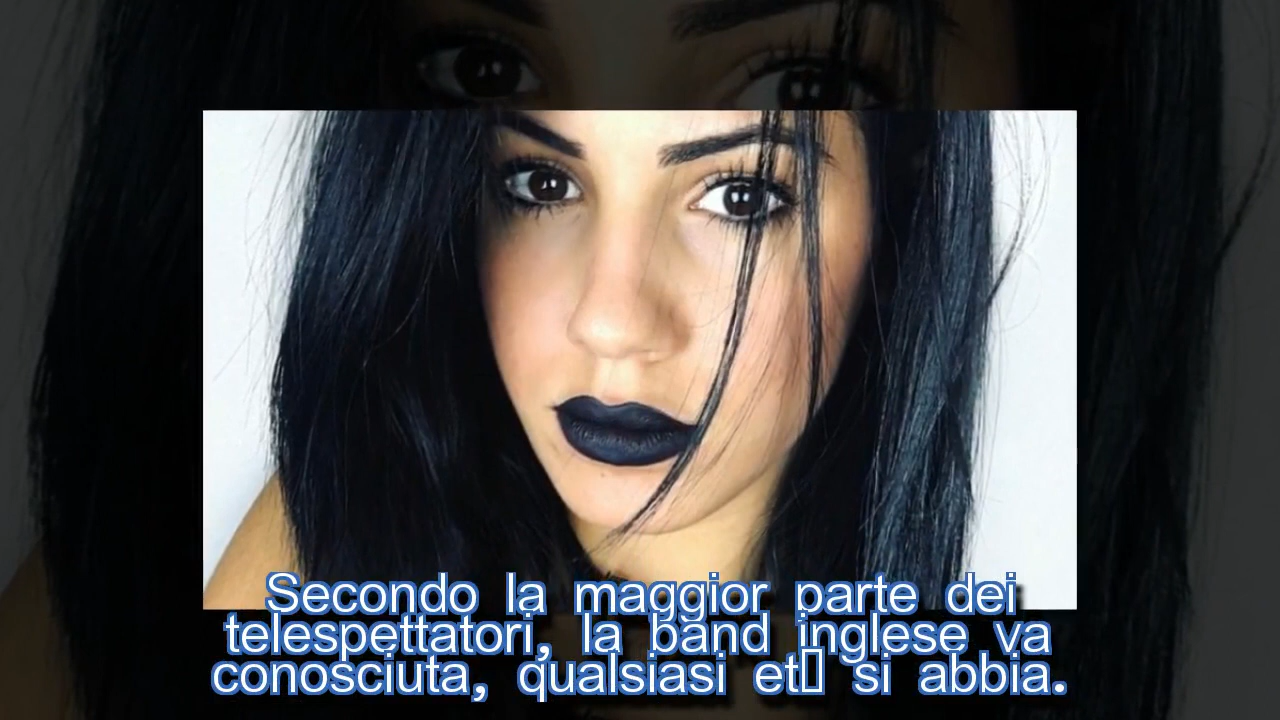 Secondo la maggior parte dei
telespettatori, la band inglese va
conosciuta, qualsiasi et▯ si abbia.